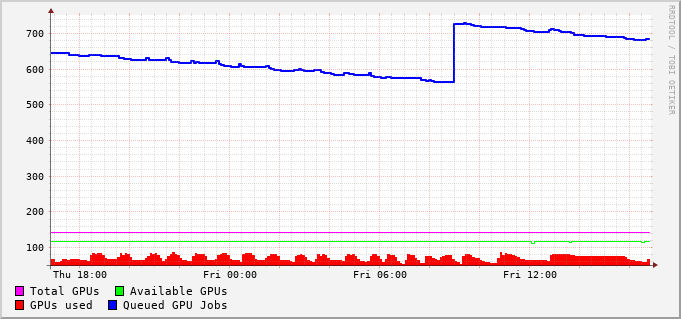 700
600
500
400
300
200
100
Thu 18:00 Fri 00:00 Fri 06:00 Fri 12:00
Total GPUs Available GPUs
GPUs used Queued GPU Jobs
RRDTOOL / TOBI OETIKER